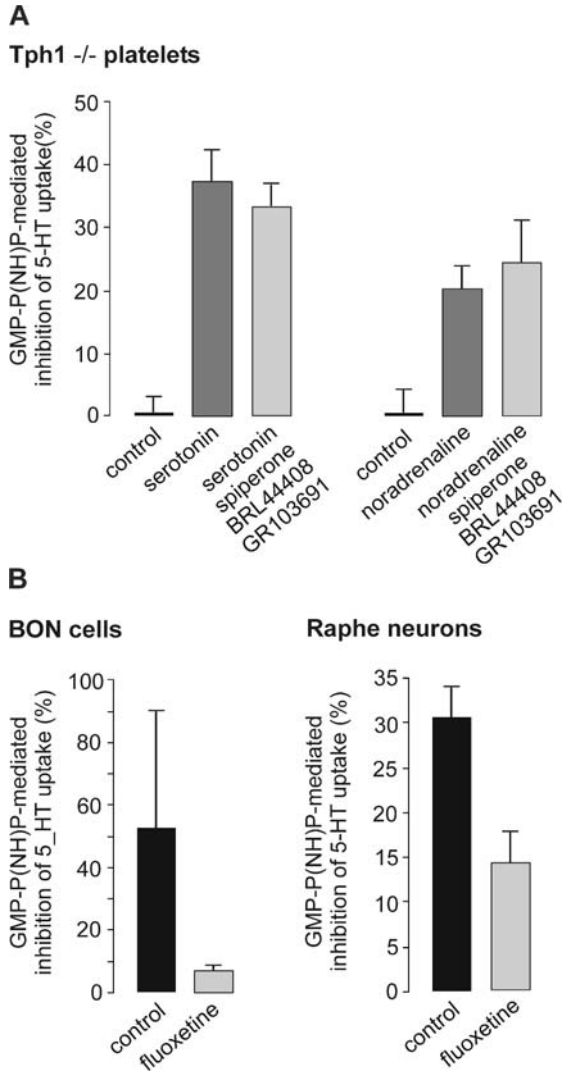 A
Tph1 -/- platelets
GMP-P(NH)P-mediated
inhibition of 5-HT uptake(%)
50
40
30
20
10
0
control
serotonin
serotonin
spiperone
BRL44408
GR103691
control
noradrenaline
noradrenaline
spiperone
BRL44408
GR103691
B
BON cells
GMP-P(NH)P-mediated
inhibition of 5_HT uptake (%)
100
80
60
40
20
0
control
fluoxetine
Raphe neurons
GMP-P(NH)P-mediated
inhibition of 5-HT uptake (%)
35
30
25
20
15
10
5
0
control
fluoxetine